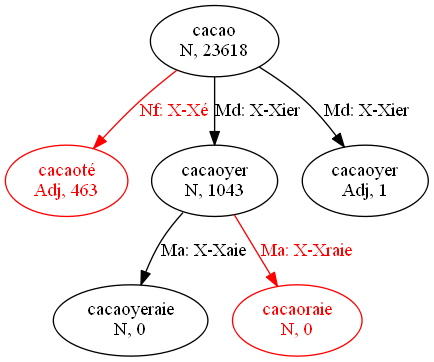 cacao
N, 23618
Nf: X-Xé
Md: X-Xier
Md: X-Xier
cacaoté
Adj, 463
cacaoyer
N, 1043
cacaoyer
Adj, 1
Ma: X-Xaie
Ma: X-Xraie
cacaoyeraie
N, 0
cacaoraie
N, 0